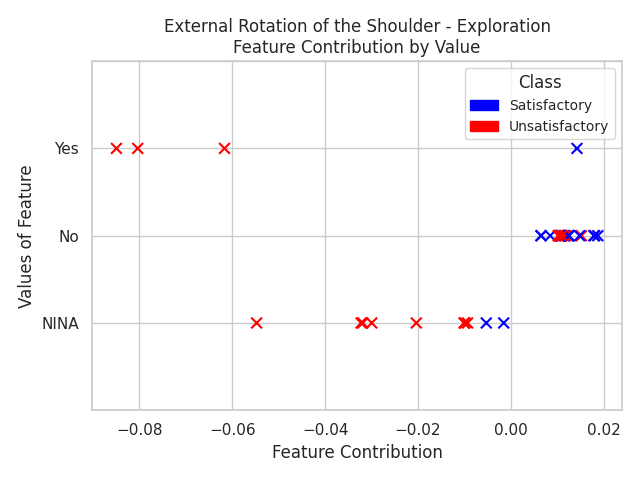 External Rotation of the Shoulder - Exploration
Feature Contribution by Value
Class
Satisfactory
Unsatisfactory
Values of Feature
Yes
No
NINA
−0.08 −0.06 −0.04 −0.02 0.00 0.02
Feature Contribution